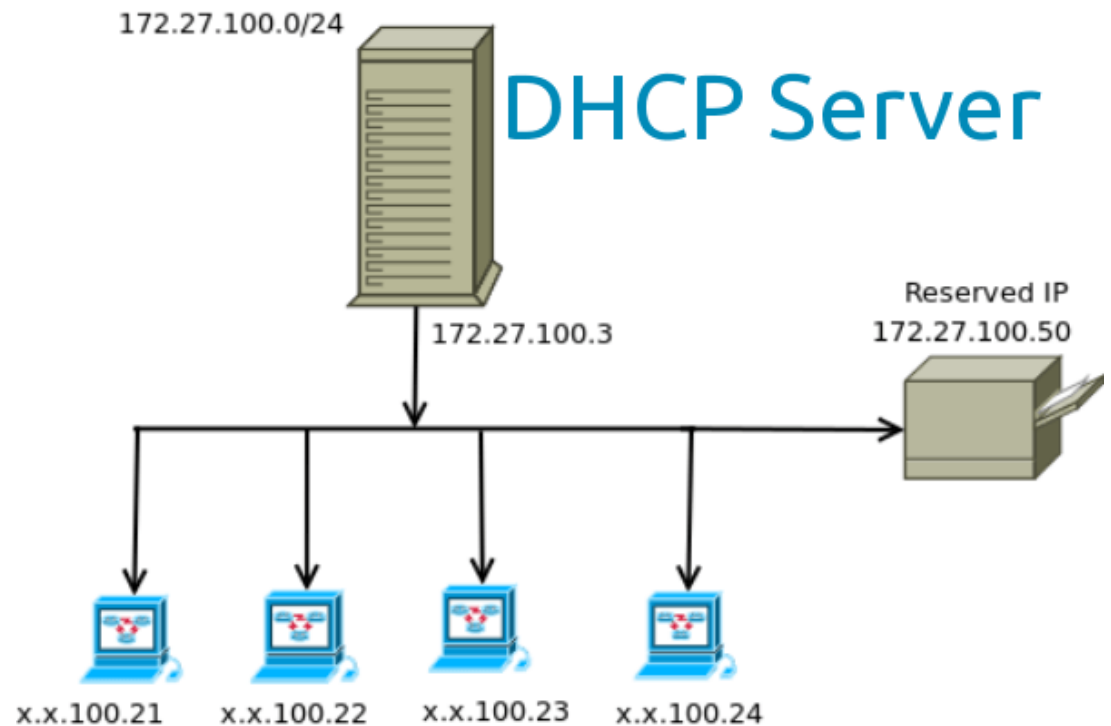 172.27.100.0/24
DHCP Server
172.27.100.3
Reserved IP
172.27.100.50
x.x.100.21
x.x.100.22
x.x.100.23
x.x.100.24